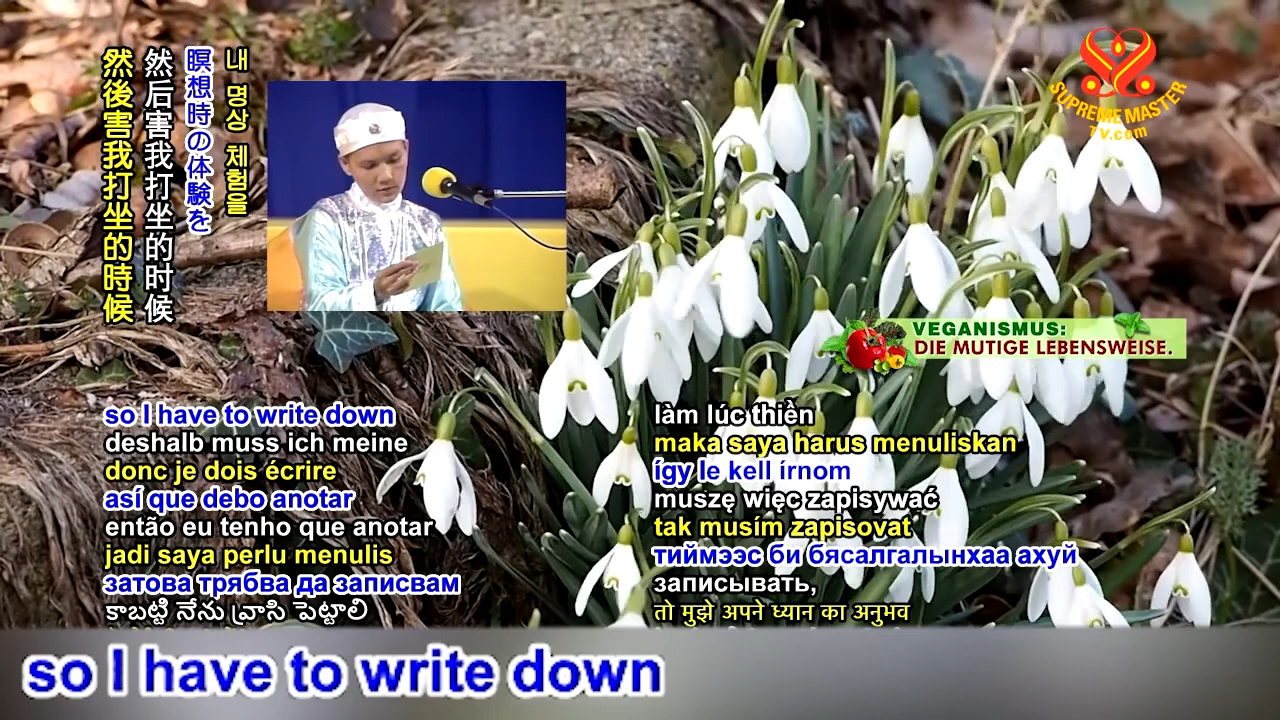 然後害我打坐的時候
然后害我打坐的时候
瞑想時の体験を
내 명상 체험을
SUPREME MASTER
TV.com
VEGANISMUS:
DIE MUTIGE LEBENSWEISE.
so I have to write down
deshalb muss ich meine
donc je dois écrire
así que debo anotar
então eu tenho que anotar
jadi saya perlu menulis
затова трябва да записвам
కాబట్టి నేను వ్రాసి పెట్టాలి
làm lúc thiền
maka saya harus menuliskan
így le kell írnom
muszę więc zapisywać
tak musím zapisovat
тиймээс би бясалгалынхаа ахуй
записывать,
तो मुझे अपने ध्यान का अनुभव
so I have to write down